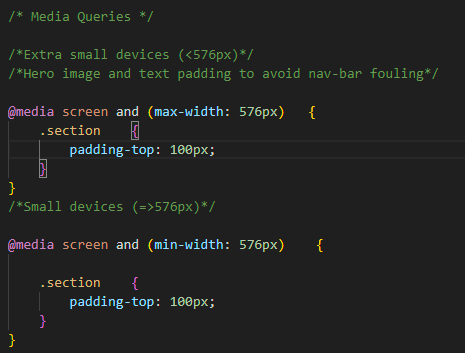 /* Media Queries */
/*Extra small devices (<576px)*/
/*Hero image and text padding to avoid nav-bar fouling*/
@media screen and (max-width: 576px)   {
    .section    {
        padding-top: 100px;
    }
}
/*Small devices (=>576px)*/
@media screen and (min-width: 576px)    {
    .section    {
        padding-top: 100px;
    }
}